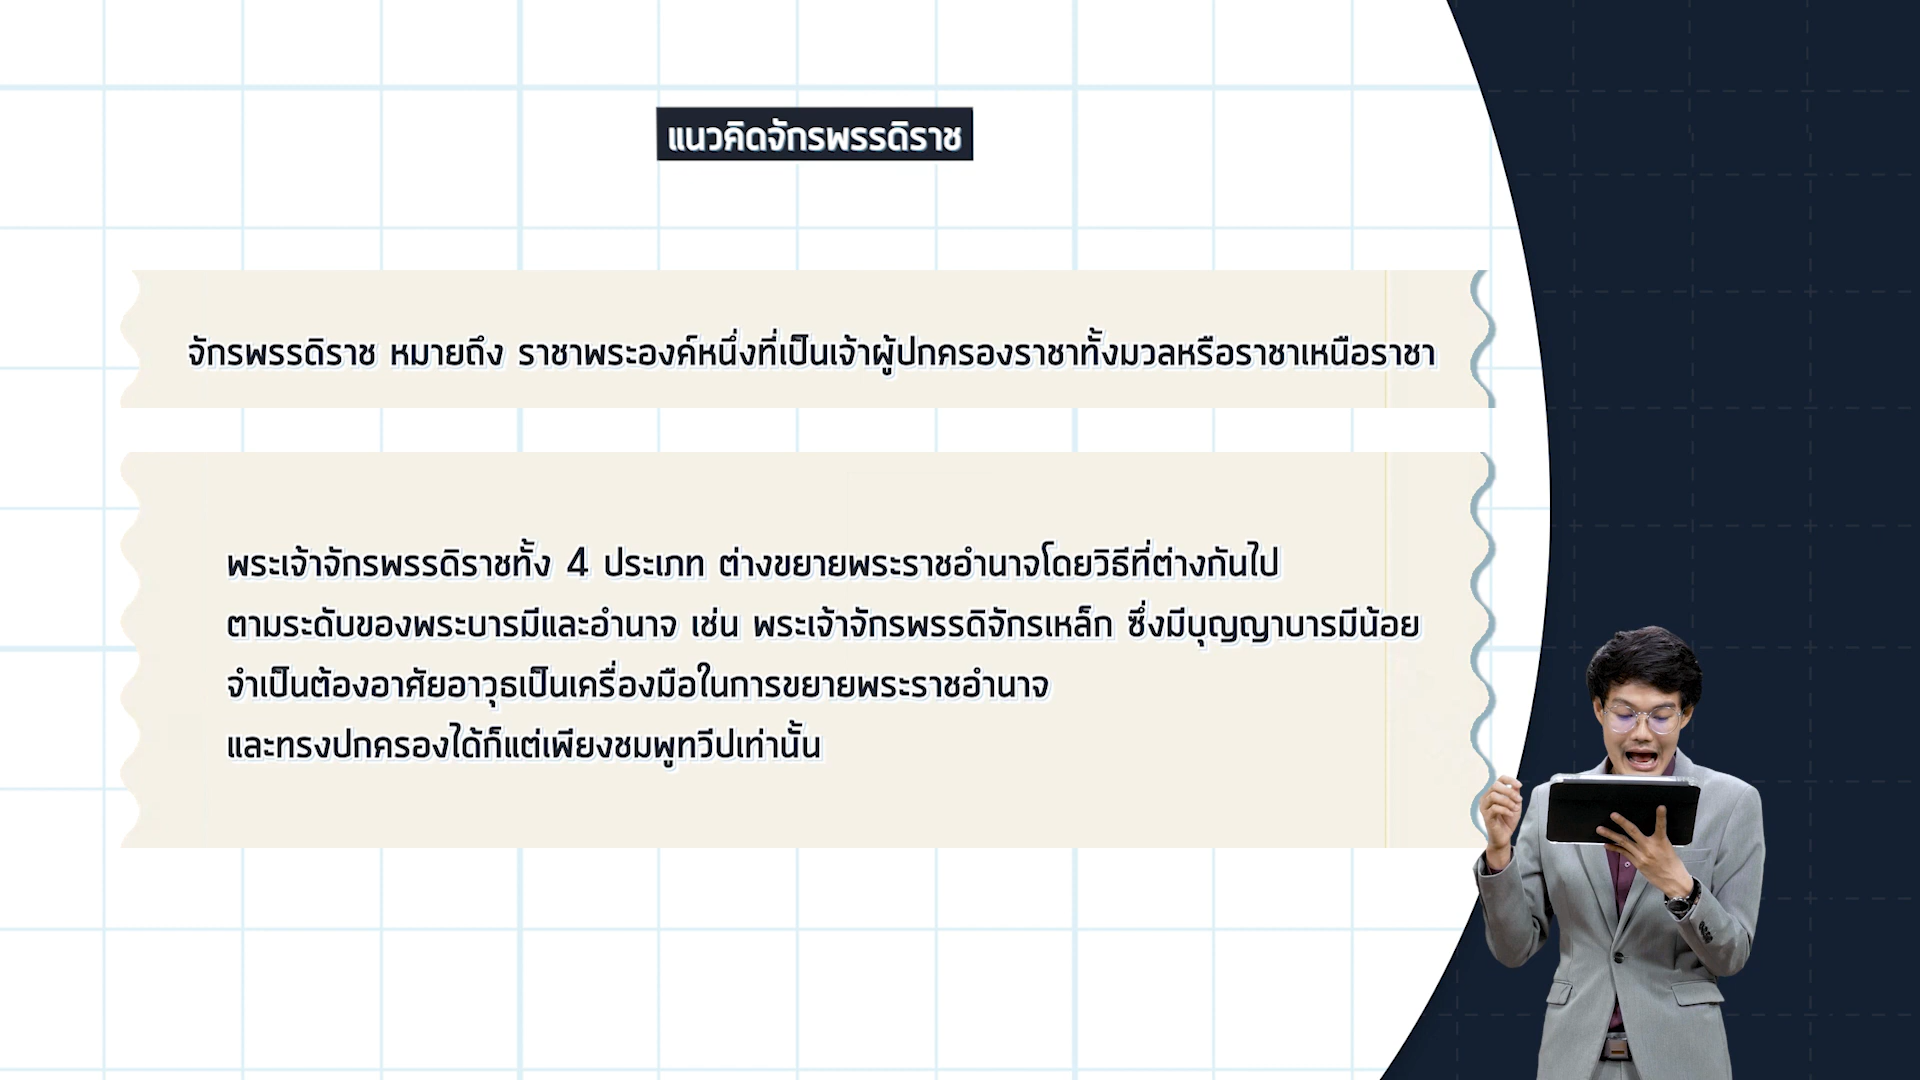 แนวคิดจักรพรรดิราช
จักรพรรดิราช หมายถึง ราชาพระองค์หนึ่งที่เป็นเจ้าผู้ปกครองราชาทั้งมวลหรือราชาเหนือราชา
พระเจ้าจักรพรรดิราชทั้ง 4 ประเภท ต่างขยายพระราชอำนาจโดยวิธีที่ต่างกันไป
ตามระดับของพระบารมีและอำนาจ เช่น พระเจ้าจักรพรรดิจักรเหล็ก ซึ่งมีบุญญาบารมีน้อย
จำเป็นต้องอาศัยอาวุธเป็นเครื่องมือในการขยายพระราชอำนาจ
และทรงปกครองได้ก็แต่เพียงชมพูทวีปเท่านั้น